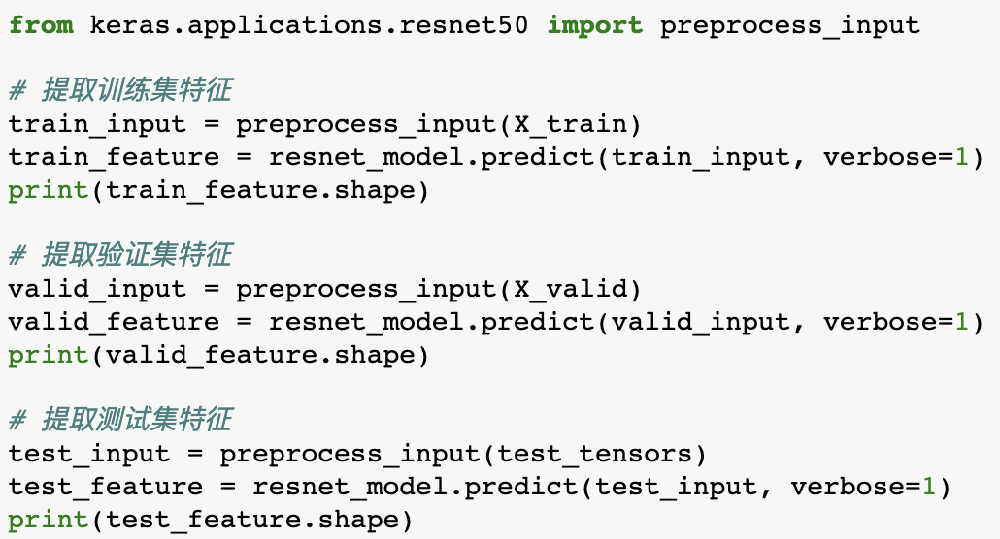 from keras.applications.resnet50 import preprocess_input
# 提取训练集特征
train_input = preprocess_input(X_train)
train_feature = resnet_model.predict(train_input, verbose=1)
print(train_feature.shape)
# 提取验证集特征
valid_input = preprocess_input(X_valid)
valid_feature = resnet_model.predict(valid_input, verbose=1)
print(valid_feature.shape)
# 提取测试集特征
test_input = preprocess_input(test_tensors)
test_feature = resnet_model.predict(test_input, verbose=1)
print(test_feature.shape)